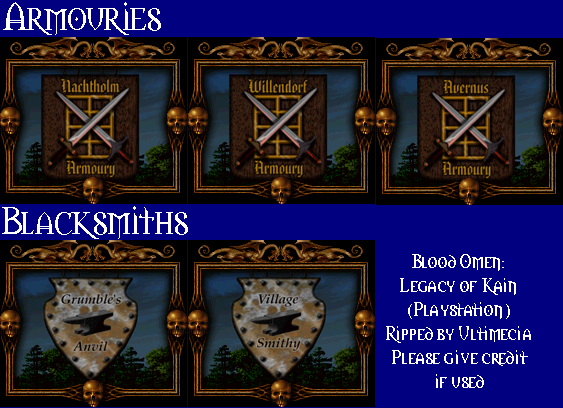 Armouries
Nachtholm
Armoury
Willendorf
Armoury
Avernus
Armoury
Blacksmiths
Grumble's
Anvil
Village
Smithy
Blood Omen:
Legacy of Kain
(Playstation)
Ripped by Ultimecia
Please give credit
if used